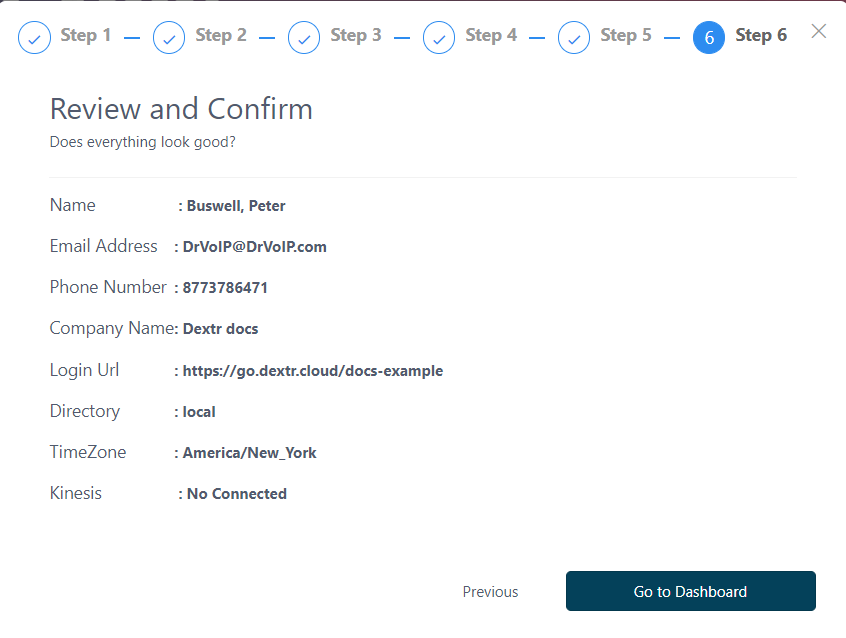 Step 1 Step 2 Step 3 Step 4 Step 5 6 Step 6
Review and Confirm
Does everything look good?
Name : Buswell, Peter
Email Address : DrVoIP@DrVoIP.com
Phone Number : 8773786471
Company Name: Dextr docs
Login Url : https://go.dextr.cloud/docs-example
Directory : local
TimeZone : America/New_York
Kinesis : No Connected
Previous Go to Dashboard